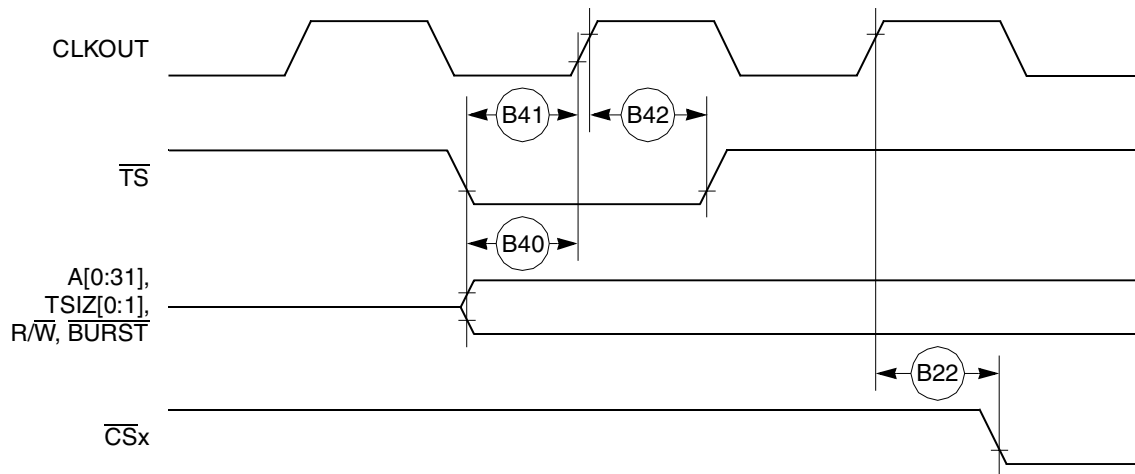 CLKOUT
B41
B42
TS
B40
A[0:31],
TSIZ[0:1],
R/W, BURST
B22
CSx